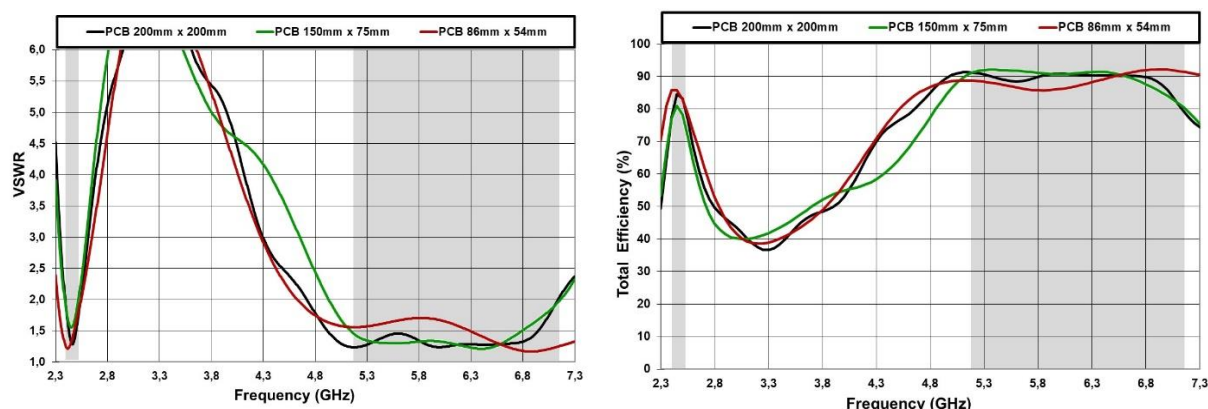 PCB 200mm x 200mm PCB 150mm x 75mm PCB 86mm x 54mm
6,0
5,5
5,0
4,5
4,0
3,5
3,0
2,5
2,0
1,5
1,0
VSWR
2,3 2,8 3,3 3,8 4,3 4,8 5,3 5,8 6,3 6,8 7,3
Frequency (GHz)
PCB 200mm x 200mm PCB 150mm x 75mm PCB 86mm x 54mm
100
90
80
70
60
50
40
30
20
10
0
Total Efficiency (%)
2,3 2,8 3,3 3,8 4,3 4,8 5,3 5,8 6,3 6,8 7,3
Frequency (GHz)